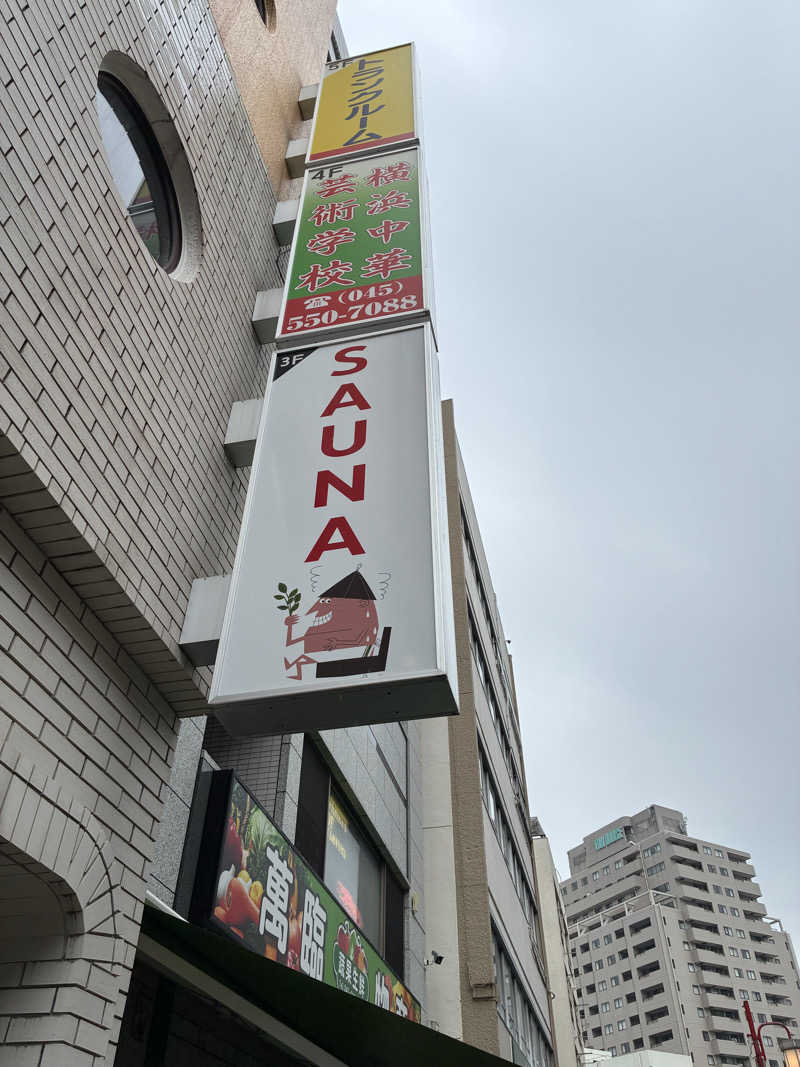 5F
トランクルーム
4F
横浜中華
芸術学校
☎(045)
550-7088
3F
SAUNA
萬臨